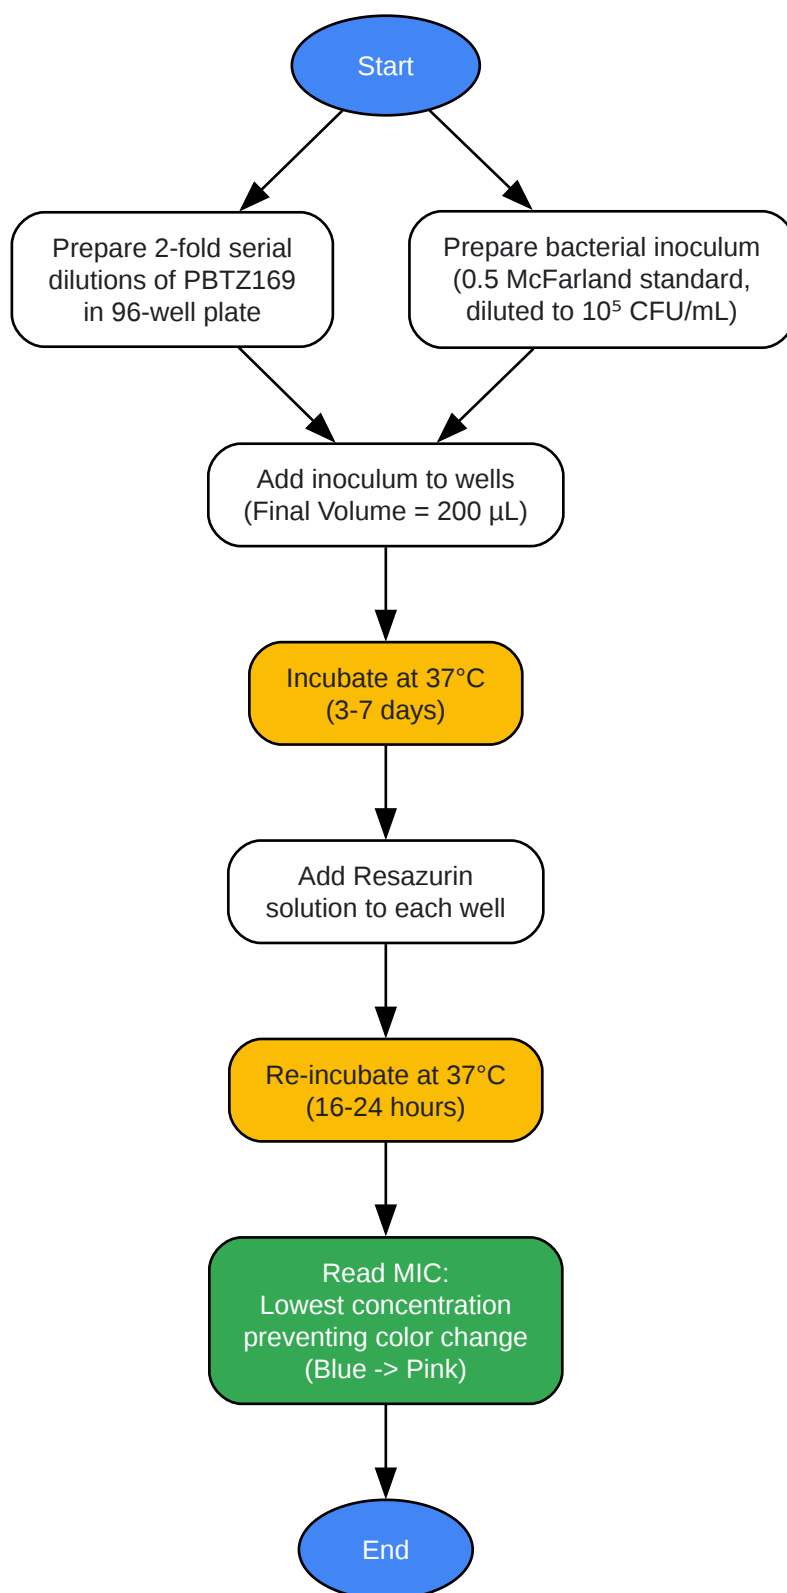 Start
Prepare 2-fold serial
dilutions of PBTZ169
in 96-well plate
Prepare bacterial inoculum
(0.5 McFarland standard,
diluted to 10⁵ CFU/mL)
Add inoculum to wells
(Final Volume = 200 µL)
Incubate at 37°C
(3-7 days)
Add Resazurin
solution to each well
Re-incubate at 37°C
(16-24 hours)
Read MIC:
Lowest concentration
preventing color change
(Blue -> Pink)
End